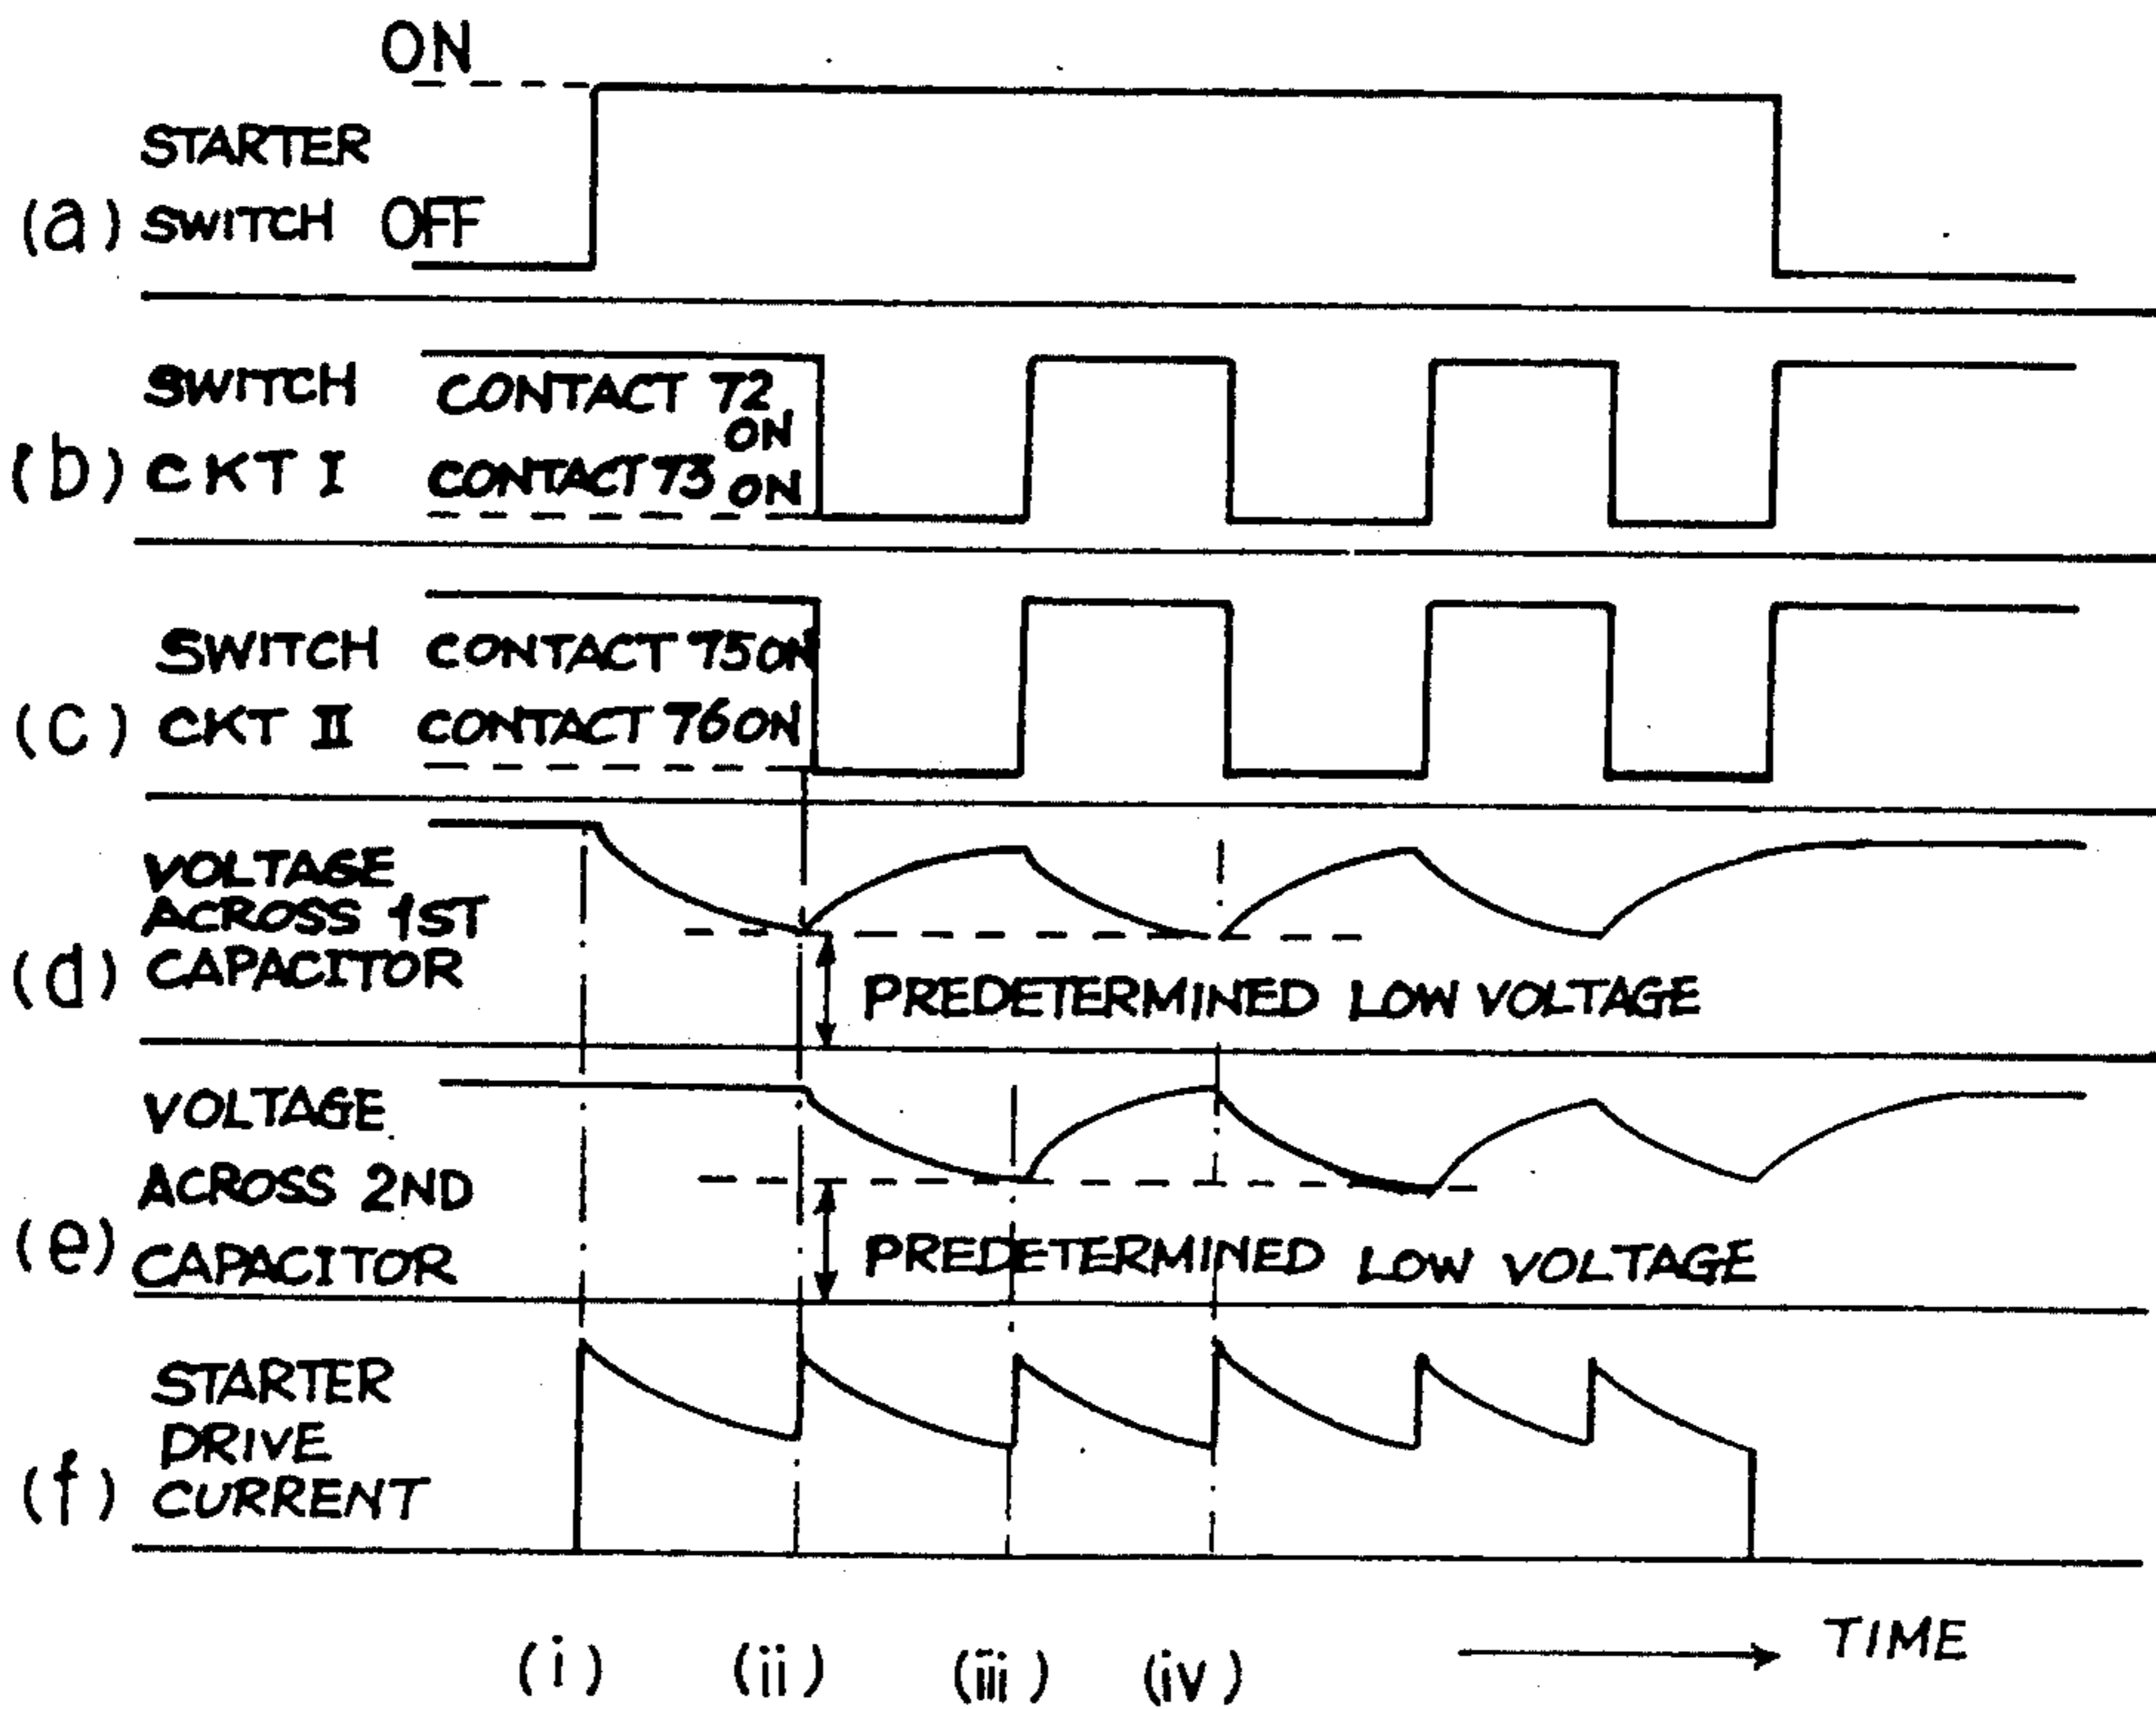 ON
STARTER
(a) SWITCH OFF
SWITCH CONTACT 72
ON
(b) CKT I CONTACT 73 ON
SWITCH CONTACT 75 ON
(c) CKT II CONTACT 76 ON
VOLTAGE
ACROSS 1ST
(d) CAPACITOR
PREDETERMINED LOW VOLTAGE
VOLTAGE
ACROSS 2ND
(e) CAPACITOR
PREDETERMINED LOW VOLTAGE
STARTER
DRIVE
(f) CURRENT
(i) (ii) (iii) (iv) TIME